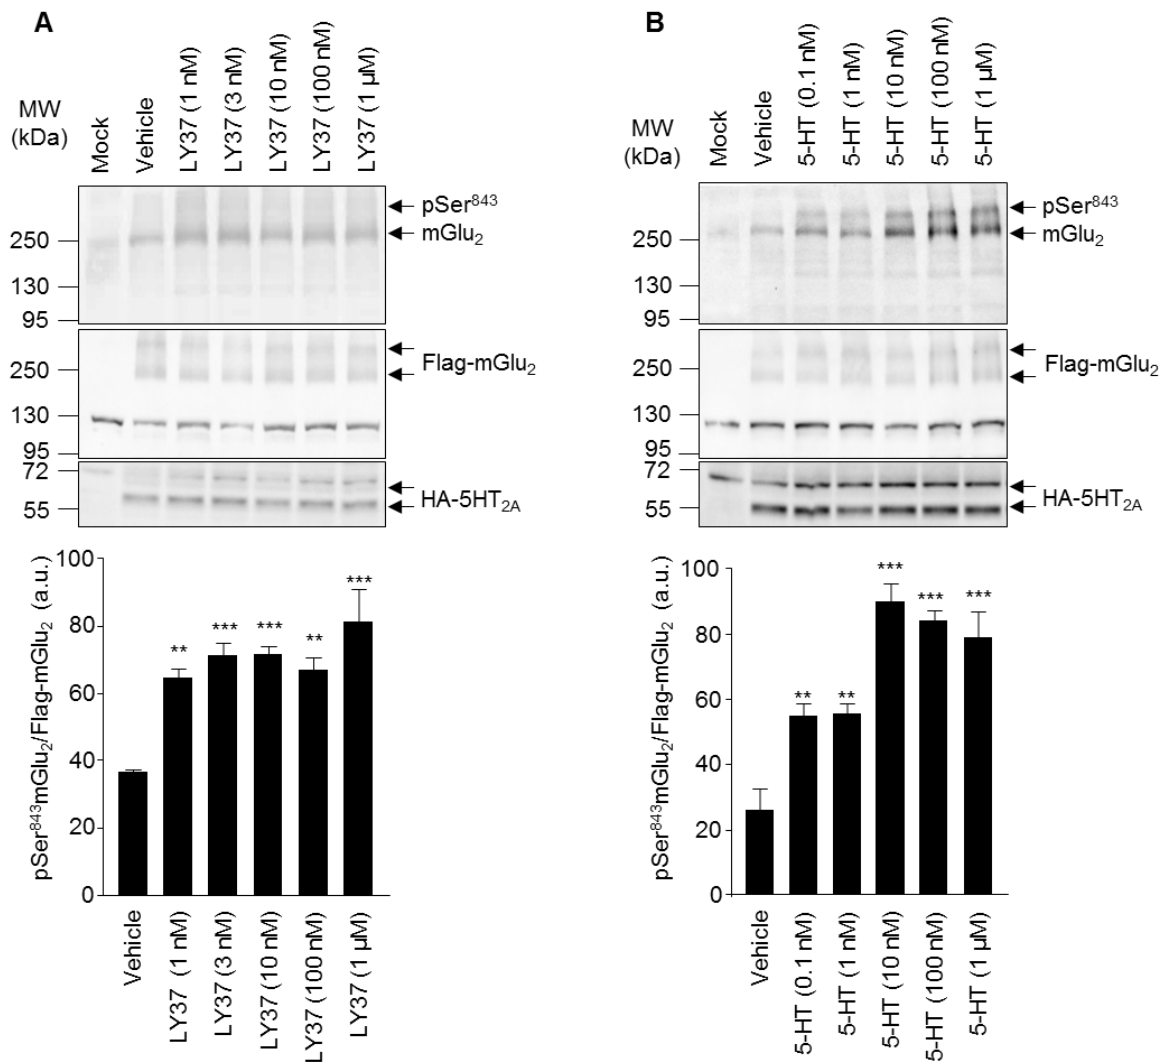 A
MW
(kDa)
Mock
Vehicle
LY37 (1 nM)
LY37 (3 nM)
LY37 (10 nM)
LY37 (100 nM)
LY37 (1 µM)
250
130
95
pSer⁸⁴³
mGlu₂
250
130
95
Flag-mGlu₂
72
55
HA-5HT₂A
pSer⁸⁴³mGlu₂/Flag-mGlu₂ (a.u.)
100
80
60
40
20
0
**
***
***
**
***
Vehicle
LY37 (1 nM)
LY37 (3 nM)
LY37 (10 nM)
LY37 (100 nM)
LY37 (1 µM)
B
MW
(kDa)
Mock
Vehicle
5-HT (0.1 nM)
5-HT (1 nM)
5-HT (10 nM)
5-HT (100 nM)
5-HT (1 µM)
250
130
95
pSer⁸⁴³
mGlu₂
250
130
95
Flag-mGlu₂
72
55
HA-5HT₂A
pSer⁸⁴³mGlu₂/Flag-mGlu₂ (a.u.)
100
80
60
40
20
0
**
**
***
***
***
Vehicle
5-HT (0.1 nM)
5-HT (1 nM)
5-HT (10 nM)
5-HT (100 nM)
5-HT (1 µM)